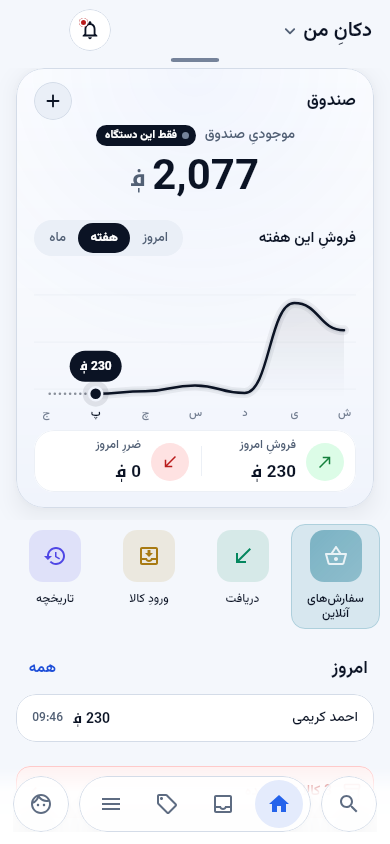 دکانِ من
صندوق
موجودیِ صندوق فقط این دستگاه
2,077 ؋
فروشِ این هفته
امروز هفته ماه
230 ؋
ش ی د س چ پ ج
فروشِ امروز
230 ؋
ضررِ امروز
0 ؋
سفارش‌های آنلاین
دریافت
ورودِ کالا
تاریخچه
امروز
همه
احمد کریمی
230 ؋ 09:46